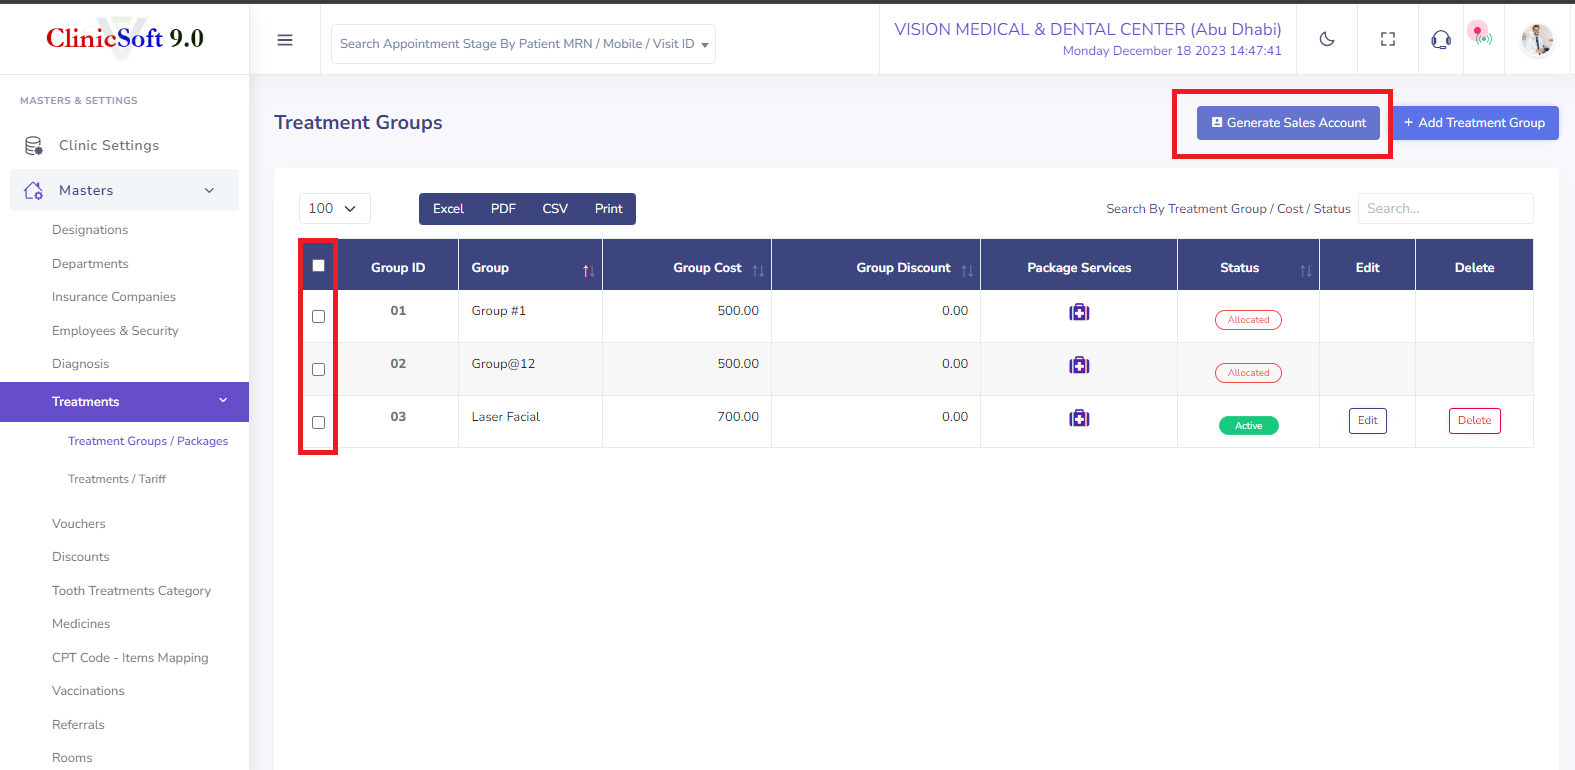 ClinicSoft 9.0
Search Appointment Stage By Patient MRN / Mobile / Visit ID
VISION MEDICAL & DENTAL CENTER (Abu Dhabi)
Monday December 18 2023 14:47:41
MASTERS & SETTINGS
Clinic Settings
Masters
Designations
Departments
Insurance Companies
Employees & Security
Diagnosis
Treatments
Treatment Groups / Packages
Treatments / Tariff
Vouchers
Discounts
Tooth Treatments Category
Medicines
CPT Code - Items Mapping
Vaccinations
Referrals
Rooms
Treatment Groups
Generate Sales Account
+ Add Treatment Group
100
Excel PDF CSV Print
Search By Treatment Group / Cost / Status Search...
Group ID Group Group Cost Group Discount Package Services Status Edit Delete
01 Group #1 500.00 0.00 Allocated
02 Group@12 500.00 0.00 Allocated
03 Laser Facial 700.00 0.00 Active Edit Delete